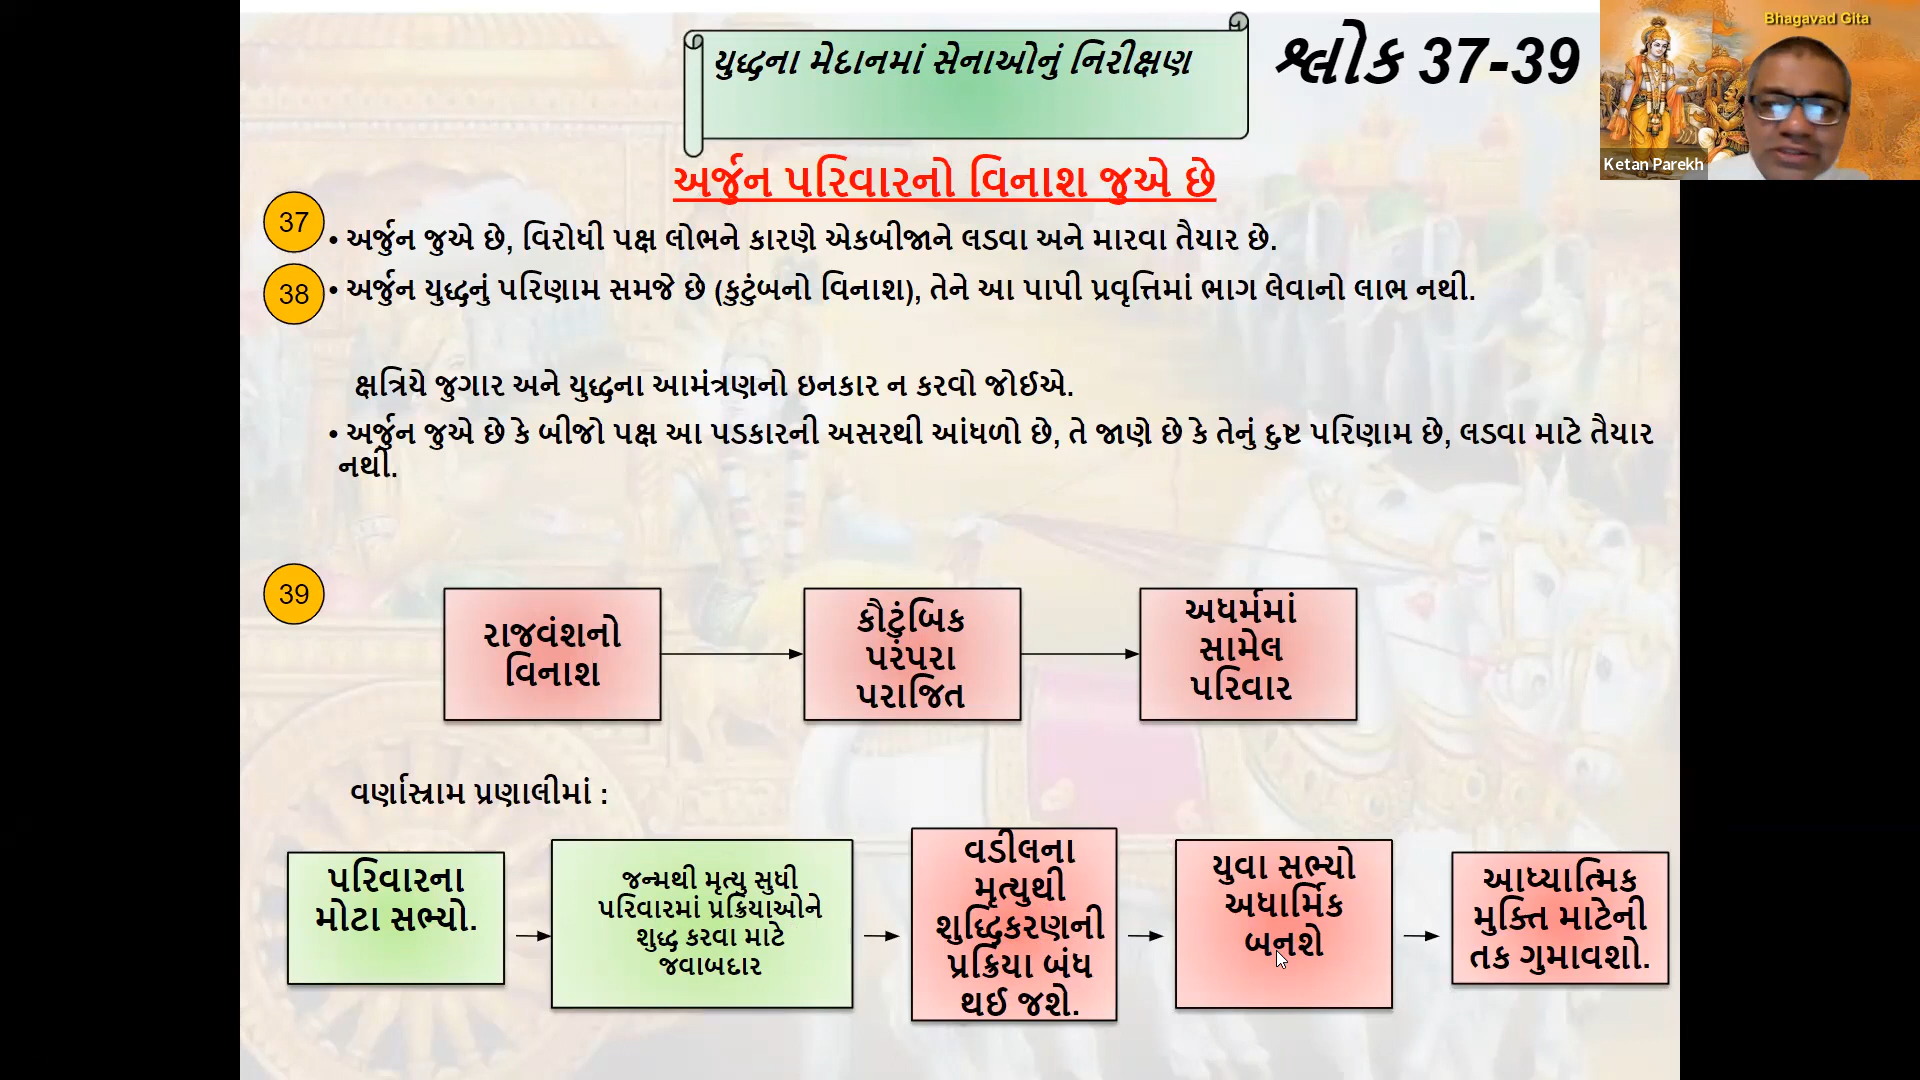 યુદ્ધના મેદાનમાં સેનાઓનું નિરીક્ષણ
શ્લોક 37-39
Bhagavad Gita
Ketan Parekh
અર્જુન પરિવારનો વિનાશ જુએ છે
37
• અર્જુન જુએ છે, વિરોધી પક્ષ લોભને કારણે એકબીજાને લડવા અને મારવા તૈયાર છે.
38
• અર્જુન યુદ્ધનું પરિણામ સમજે છે (કુટુંબનો વિનાશ), તેને આ પાપી પ્રવૃત્તિમાં ભાગ લેવાનો લાભ નથી.
ક્ષત્રિયે જુગાર અને યુદ્ધના આમંત્રણનો ઇનકાર ન કરવો જોઈએ.
• અર્જુન જુએ છે કે બીજો પક્ષ આ પડકારની અસરથી આંધળો છે, તે જાણે છે કે તેનું દુષ્ટ પરિણામ છે, લડવા માટે તૈયાર
નથી.
39
રાજવંશનો
વિનાશ
કૌટુંબિક
પરંપરા
પરાજિત
અધર્મમાં
સામેલ
પરિવાર
વર્ણાસ્રામ પ્રણાલીમાં :
પરિવારના
મોટા સભ્યો.
જન્મથી મૃત્યુ સુધી
પરિવારમાં પ્રક્રિયાઓને
શુદ્ધ કરવા માટે
જવાબદાર
વડીલના
મૃત્યુથી
શુદ્ધિકરણની
પ્રક્રિયા બંધ
થઈ જશે.
યુવા સભ્યો
અધાર્મિક
બનશે
આધ્યાત્મિક
મુક્તિ માટેની
તક ગુમાવશો.